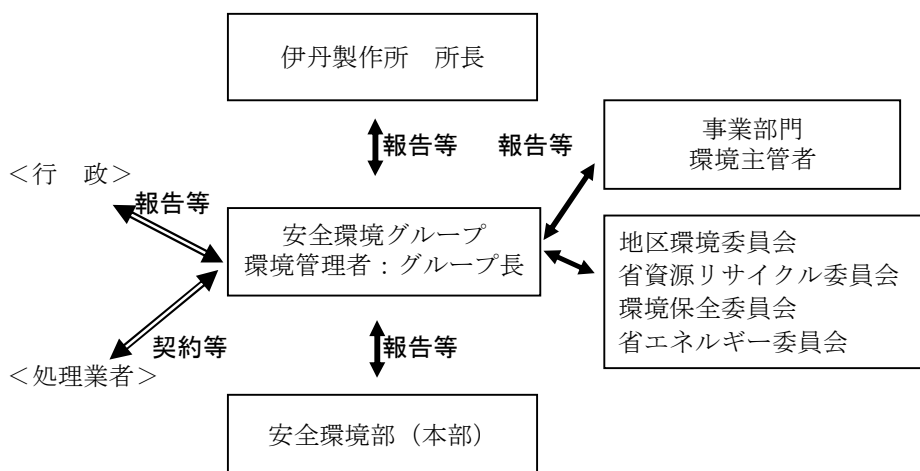 伊丹製作所　所長
報告等
報告等
事業部門
環境主管者
＜行　政＞
報告等
安全環境グループ
環境管理者：グループ長
地区環境委員会
省資源リサイクル委員会
環境保全委員会
省エネルギー委員会
契約等
報告等
＜処理業者＞
安全環境部（本部）